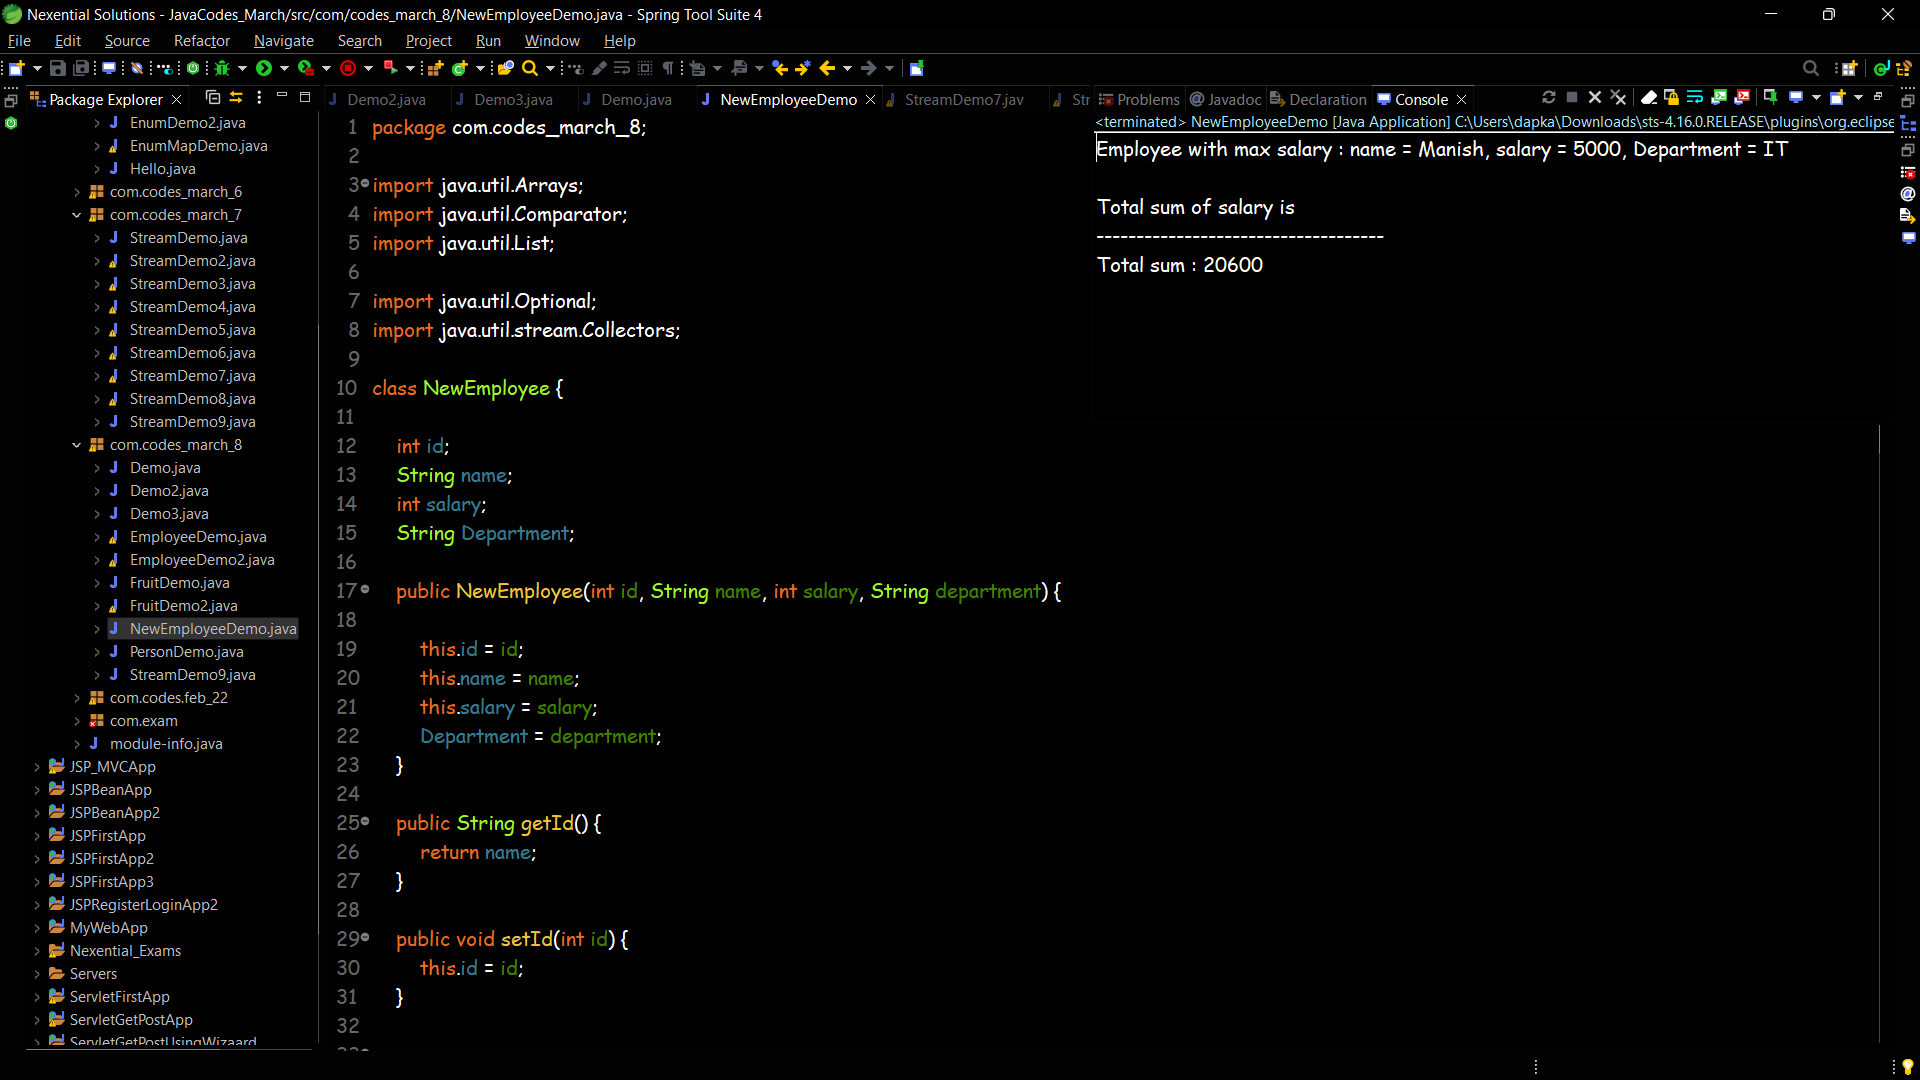 Nexential Solutions - JavaCodes_March/src/com/codes_march_8/NewEmployeeDemo.java - Spring Tool Suite 4
File Edit Source Refactor Navigate Search Project Run Window Help
Package Explorer
EnumDemo2.java
EnumMapDemo.java
Hello.java
com.codes_march_6
com.codes_march_7
StreamDemo.java
StreamDemo2.java
StreamDemo3.java
StreamDemo4.java
StreamDemo5.java
StreamDemo6.java
StreamDemo7.java
StreamDemo8.java
StreamDemo9.java
com.codes_march_8
Demo.java
Demo2.java
Demo3.java
EmployeeDemo.java
EmployeeDemo2.java
FruitDemo.java
FruitDemo2.java
NewEmployeeDemo.java
PersonDemo.java
StreamDemo9.java
com.codes.feb_22
com.exam
module-info.java
JSP_MVCApp
JSPBeanApp
JSPBeanApp2
JSPFirstApp
JSPFirstApp2
JSPFirstApp3
JSPRegisterLoginApp2
MyWebApp
Nexential_Exams
Servers
ServletFirstApp
ServletGetPostApp
ServletGetPostUsingWizaard
Demo2.java Demo3.java Demo.java NewEmployeeDemo StreamDemo7.jav Str
1 package com.codes_march_8;
2
3 import java.util.Arrays;
4 import java.util.Comparator;
5 import java.util.List;
6
7 import java.util.Optional;
8 import java.util.stream.Collectors;
9
10 class NewEmployee {
11
12 int id;
13 String name;
14 int salary;
15 String Department;
16
17 public NewEmployee(int id, String name, int salary, String department) {
18
19 this.id = id;
20 this.name = name;
21 this.salary = salary;
22 Department = department;
23 }
24
25 public String getId() {
26 return name;
27 }
28
29 public void setId(int id) {
30 this.id = id;
31 }
32
Problems Javadoc Declaration Console
<terminated> NewEmployeeDemo [Java Application] C:\Users\dapka\Downloads\sts-4.16.0.RELEASE\plugins\org.eclipse
Employee with max salary : name = Manish, salary = 5000, Department = IT
Total sum of salary is
------------------------------------
Total sum : 20600